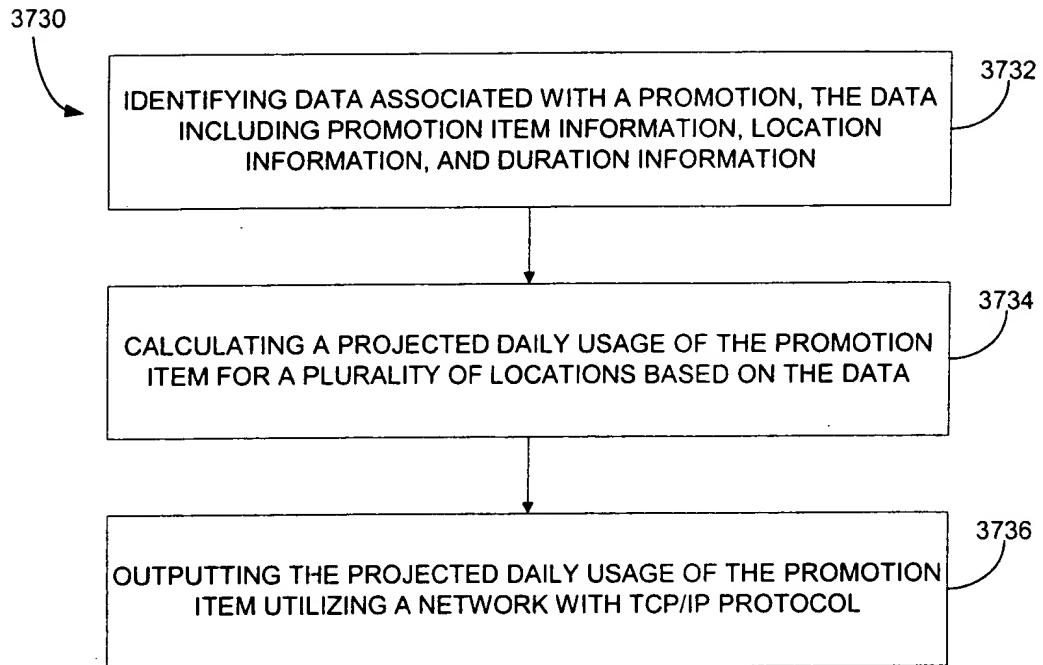 3730
3732
IDENTIFYING DATA ASSOCIATED WITH A PROMOTION, THE DATA
INCLUDING PROMOTION ITEM INFORMATION, LOCATION
INFORMATION, AND DURATION INFORMATION
3734
CALCULATING A PROJECTED DAILY USAGE OF THE PROMOTION
ITEM FOR A PLURALITY OF LOCATIONS BASED ON THE DATA
3736
OUTPUTTING THE PROJECTED DAILY USAGE OF THE PROMOTION
ITEM UTILIZING A NETWORK WITH TCP/IP PROTOCOL